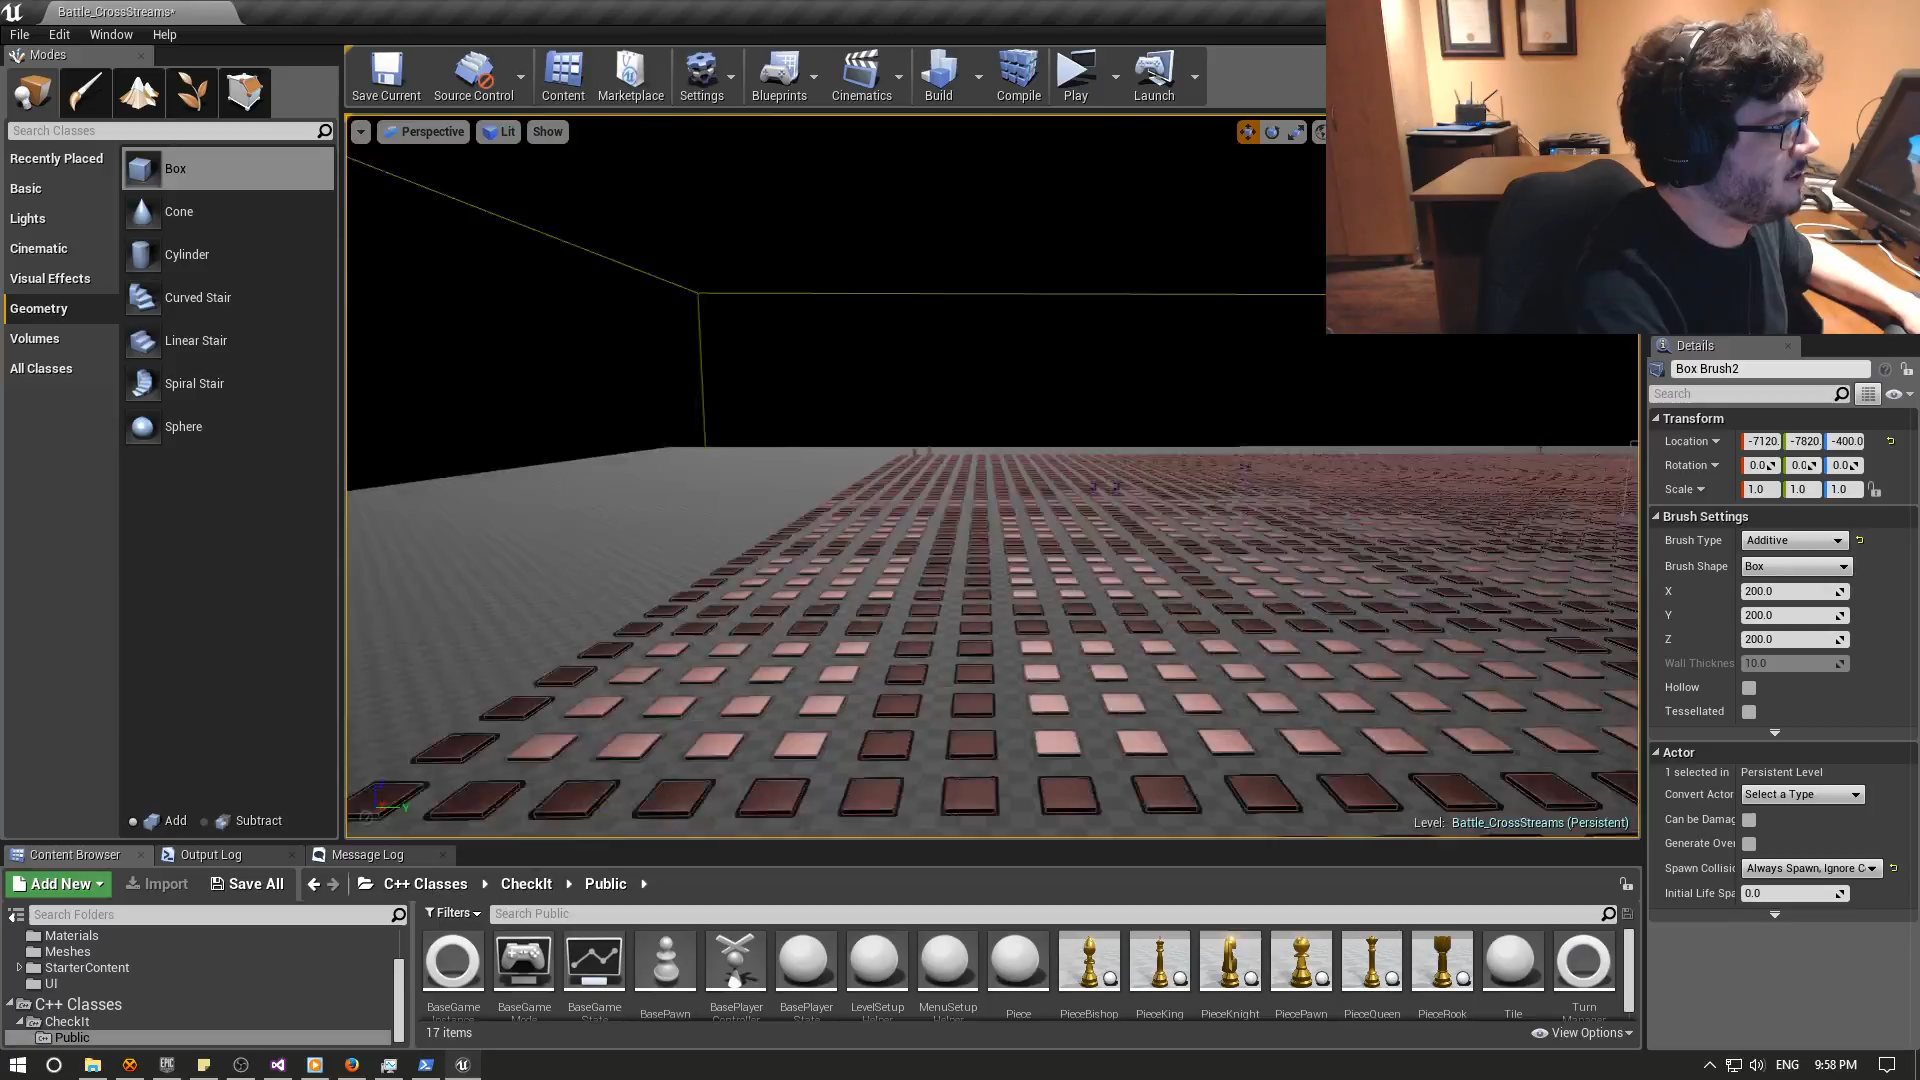 Battle_CrossStreams*
File Edit Window Help
Modes
Save Current
Source Control
Content
Marketplace
Settings
Blueprints
Cinematics
Build
Compile
Play
Launch
Search Classes
Perspective
Lit
Show
Recently Placed
Basic
Lights
Cinematic
Visual Effects
Geometry
Volumes
All Classes
Box
Cone
Cylinder
Curved Stair
Linear Stair
Spiral Stair
Sphere
Add
Subtract
Y
Level: Battle_CrossStreams (Persistent)
Details
Box Brush2
Search
Transform
Location -7120. -7820. -400.0
Rotation 0.0 0.0 0.0
Scale 1.0 1.0 1.0
Brush Settings
Brush Type Additive
Brush Shape Box
X 200.0
Y 200.0
Z 200.0
Wall Thicknes 10.0
Hollow
Tessellated
Actor
1 selected in Persistent Level
Convert Actor Select a Type
Can be Damag
Generate Over
Spawn Collisio Always Spawn, Ignore C
Initial Life Spa 0.0
Content Browser
Output Log
Message Log
Add New
Import
Save All
C++ Classes
CheckIt
Public
Search Folders
Filters
Search Public
Materials
Meshes
StarterContent
UI
C++ Classes
CheckIt
Public
BaseGame
BaseGame
BaseGame
State
BasePawn
BasePlayer
Controller
BasePlayer
State
LevelSetup
Helper
MenuSetup
Helper
Piece
PieceBishop
PieceKing
PieceKnight
PiecePawn
PieceQueen
PieceRook
Tile
Turn
17 items
View Options
EPIC
ENG
9:58 PM